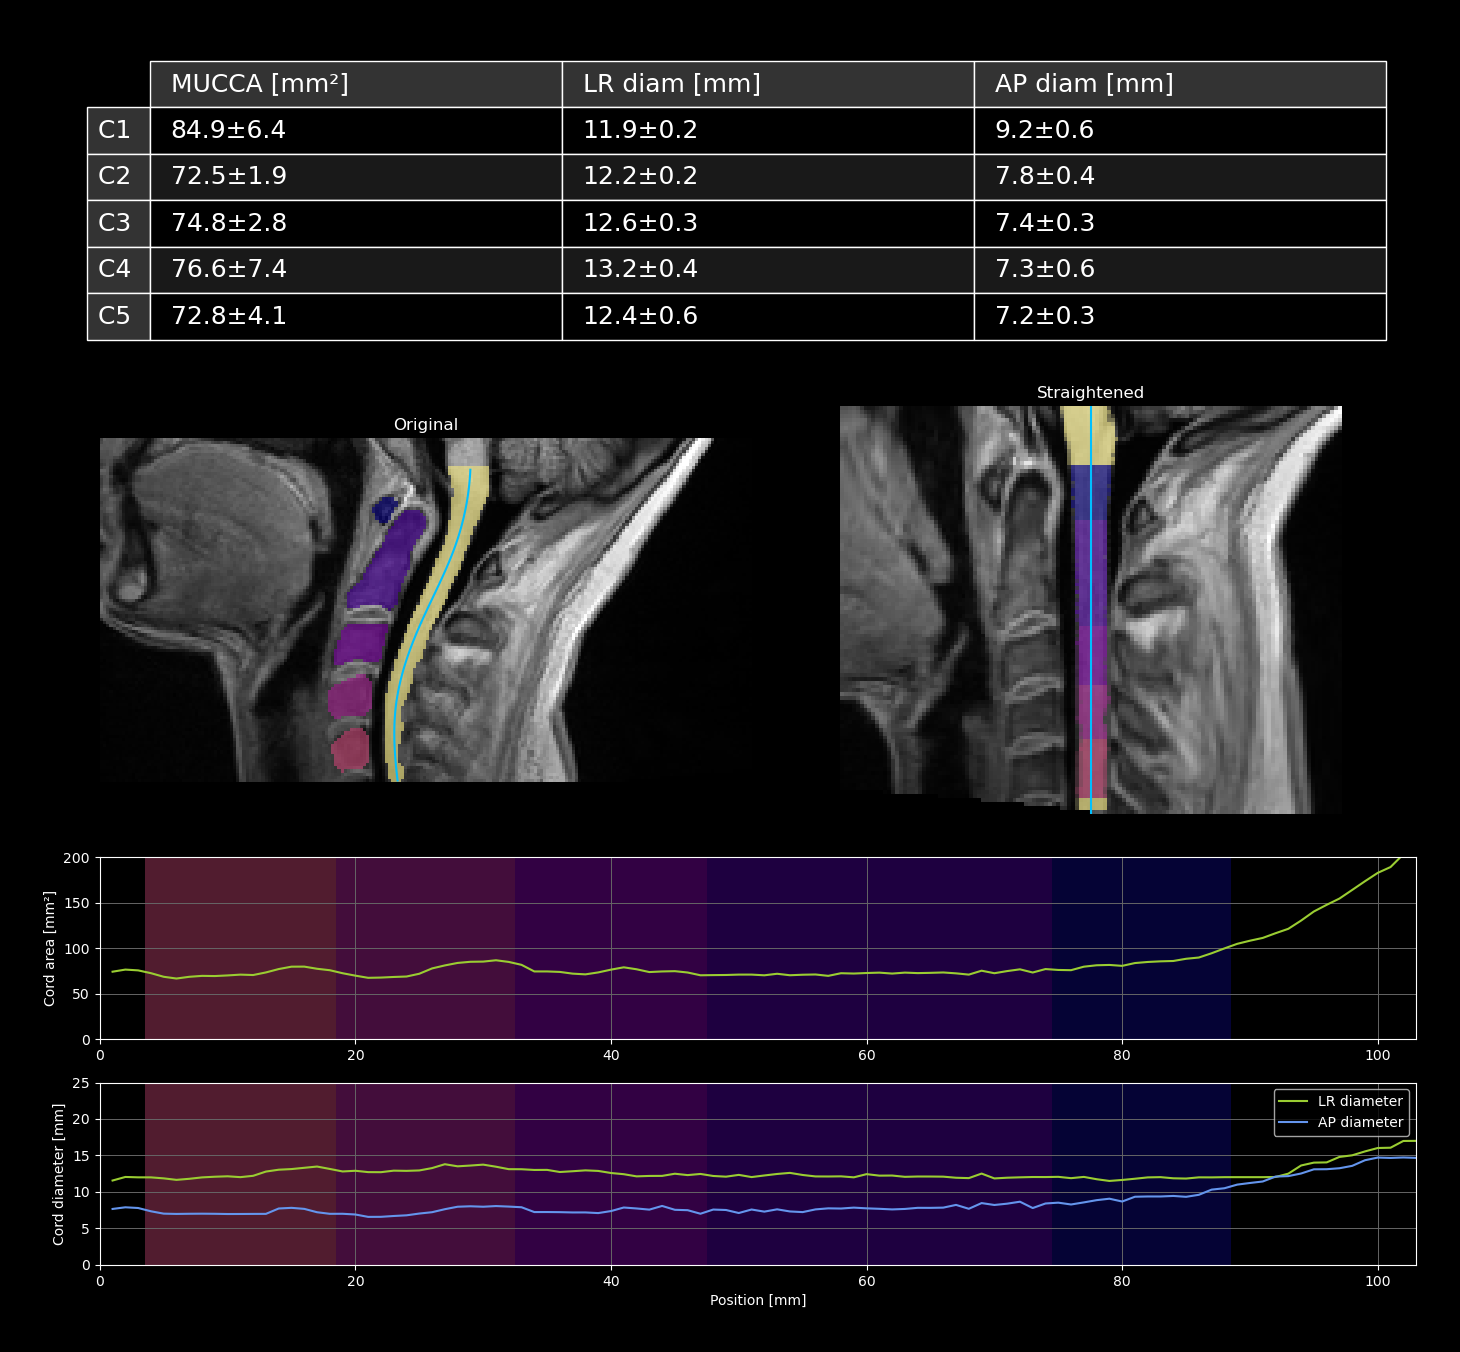 MUCCA [mm²] LR diam [mm] AP diam [mm]
C1 84.9±6.4 11.9±0.2 9.2±0.6
C2 72.5±1.9 12.2±0.2 7.8±0.4
C3 74.8±2.8 12.6±0.3 7.4±0.3
C4 76.6±7.4 13.2±0.4 7.3±0.6
C5 72.8±4.1 12.4±0.6 7.2±0.3
Original
Straightened
Cord area [mm²]
200
150
100
50
0
0 20 40 60 80 100
Cord diameter [mm]
25
20
15
10
5
0
LR diameter
AP diameter
0 20 40 60 80 100
Position [mm]